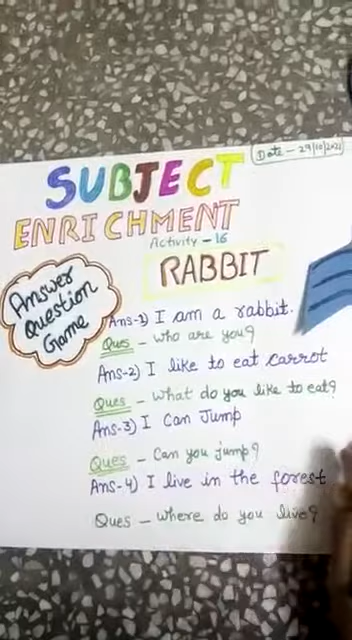 Date - 29/10/2021
SUBJECT
ENRICHMENT
Activity - 16
RABBIT
Answer
Question
Game
Ans-1) I am a rabbit.
Ques - who are you?
Ans-2) I like to eat carrot
Ques - What do you like to eat?
Ans-3) I Can Jump
Ques - Can you jump?
Ans-4) I live in the forest
Ques - where do you live?